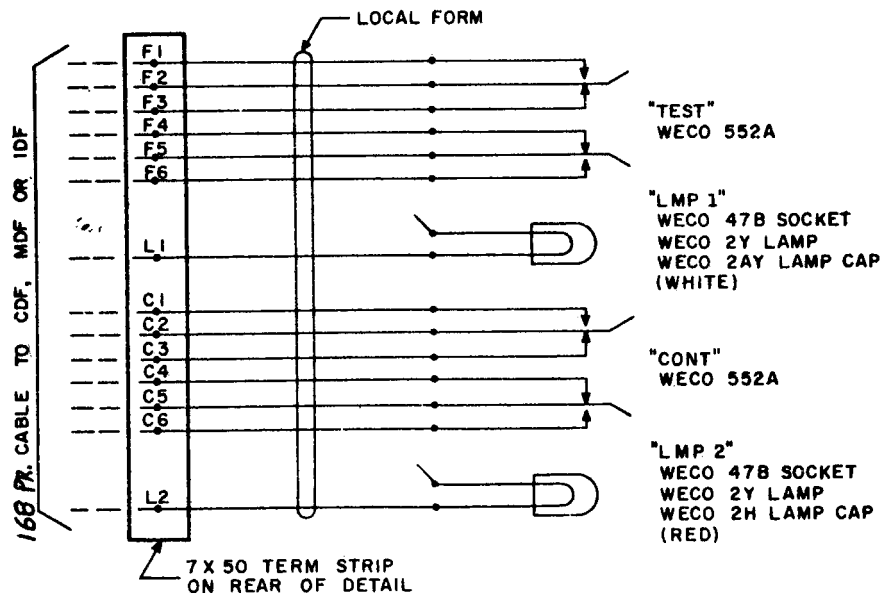 LOCAL FORM
168 PR. CABLE TO CDF, MDF OR IDF
F1
F2
F3
F4
F5
F6
L1
C1
C2
C3
C4
C5
C6
L2
"TEST"
WECO 552A
"LMP 1"
WECO 47B SOCKET
WECO 2Y LAMP
WECO 2AY LAMP CAP
(WHITE)
"CONT"
WECO 552A
"LMP 2"
WECO 47B SOCKET
WECO 2Y LAMP
WECO 2H LAMP CAP
(RED)
7 X 50 TERM STRIP
ON REAR OF DETAIL